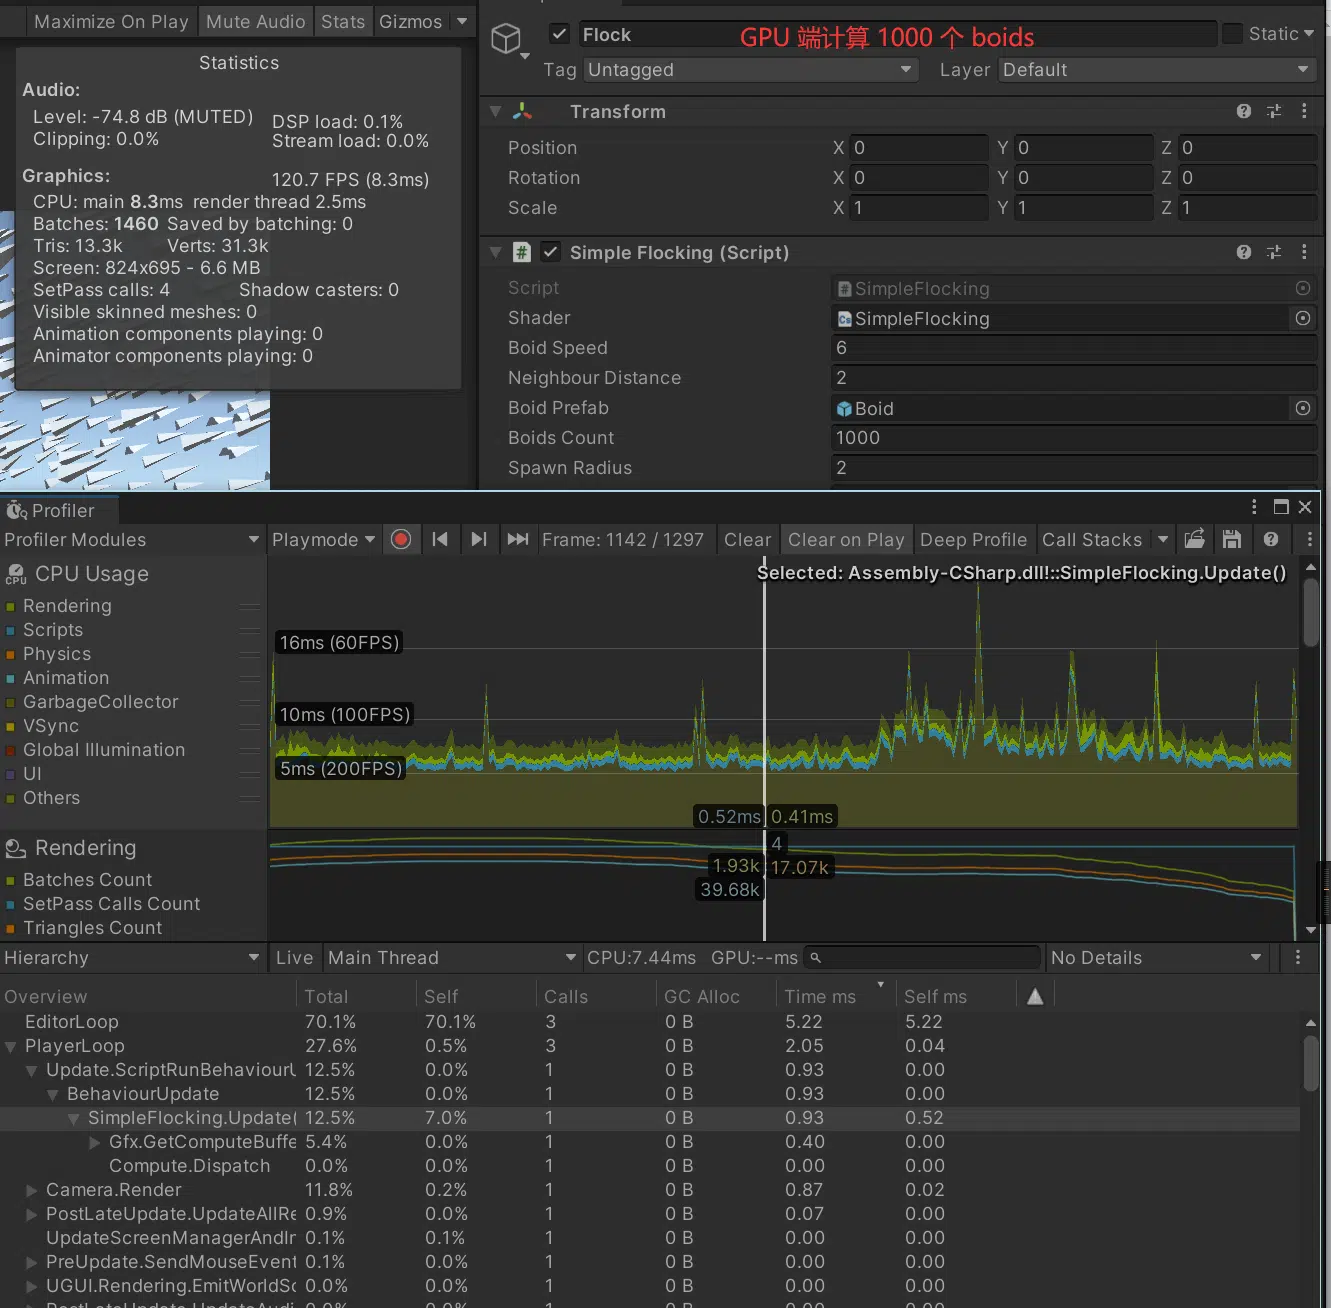 Maximize On Play Mute Audio Stats Gizmos
Statistics
Audio:
Level: -74.8 dB (MUTED) DSP load: 0.1%
Clipping: 0.0% Stream load: 0.0%
Graphics: 120.7 FPS (8.3ms)
CPU: main 8.3ms render thread 2.5ms
Batches: 1460 Saved by batching: 0
Tris: 13.3k Verts: 31.3k
Screen: 824x695 - 6.6 MB
SetPass calls: 4 Shadow casters: 0
Visible skinned meshes: 0
Animation components playing: 0
Animator components playing: 0
Flock GPU 端计算 1000 个 boids Static
Tag Untagged Layer Default
Transform
Position X 0 Y 0 Z 0
Rotation X 0 Y 0 Z 0
Scale X 1 Y 1 Z 1
# Simple Flocking (Script)
Script # SimpleFlocking
Shader Cs SimpleFlocking
Boid Speed 6
Neighbour Distance 2
Boid Prefab Boid
Boids Count 1000
Spawn Radius 2
Profiler
Profiler Modules Playmode Frame: 1142 / 1297 Clear Clear on Play Deep Profile Call Stacks
CPU CPU Usage
Selected: Assembly-CSharp.dll!::SimpleFlocking.Update()
Rendering
Scripts
Physics
Animation
GarbageCollector
VSync
Global Illumination
UI
Others
16ms (60FPS)
10ms (100FPS)
5ms (200FPS)
0.52ms 0.41ms
Rendering
Batches Count
SetPass Calls Count
Triangles Count
4
1.93k 17.07k
39.68k
Hierarchy Live Main Thread CPU:7.44ms GPU:--ms No Details
Overview Total Self Calls GC Alloc Time ms Self ms
EditorLoop 70.1% 70.1% 3 0 B 5.22 5.22
PlayerLoop 27.6% 0.5% 3 0 B 2.05 0.04
Update.ScriptRunBehaviourU 12.5% 0.0% 1 0 B 0.93 0.00
BehaviourUpdate 12.5% 0.0% 1 0 B 0.93 0.00
SimpleFlocking.Update( 12.5% 7.0% 1 0 B 0.93 0.52
Gfx.GetComputeBuffe 5.4% 0.0% 1 0 B 0.40 0.00
Compute.Dispatch 0.0% 0.0% 1 0 B 0.00 0.00
Camera.Render 11.8% 0.2% 1 0 B 0.87 0.02
PostLateUpdate.UpdateAllRe 0.9% 0.0% 1 0 B 0.07 0.00
UpdateScreenManagerAndIn 0.1% 0.1% 1 0 B 0.00 0.00
PreUpdate.SendMouseEvent 0.1% 0.0% 1 0 B 0.00 0.00
UGUI.Rendering.EmitWorldSc 0.0% 0.0% 1 0 B 0.00 0.00